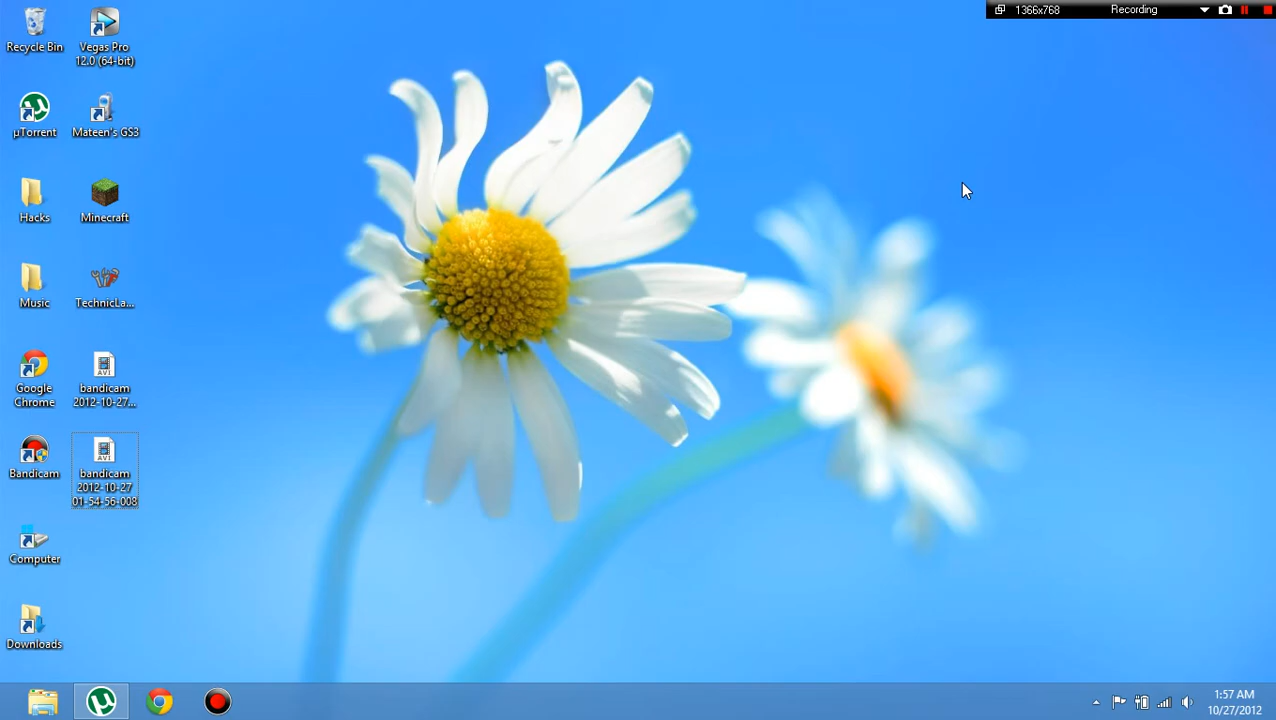 1366x768
Recording
Recycle Bin
Vegas Pro
12.0 (64-bit)
µTorrent
Mateen's GS3
Hacks
Minecraft
Music
TechnicLa...
Google
Chrome
bandicam
2012-10-27...
Bandicam
AVI
bandicam
2012-10-27
01-54-56-008
AVI
Computer
Downloads
1:57 AM
10/27/2012